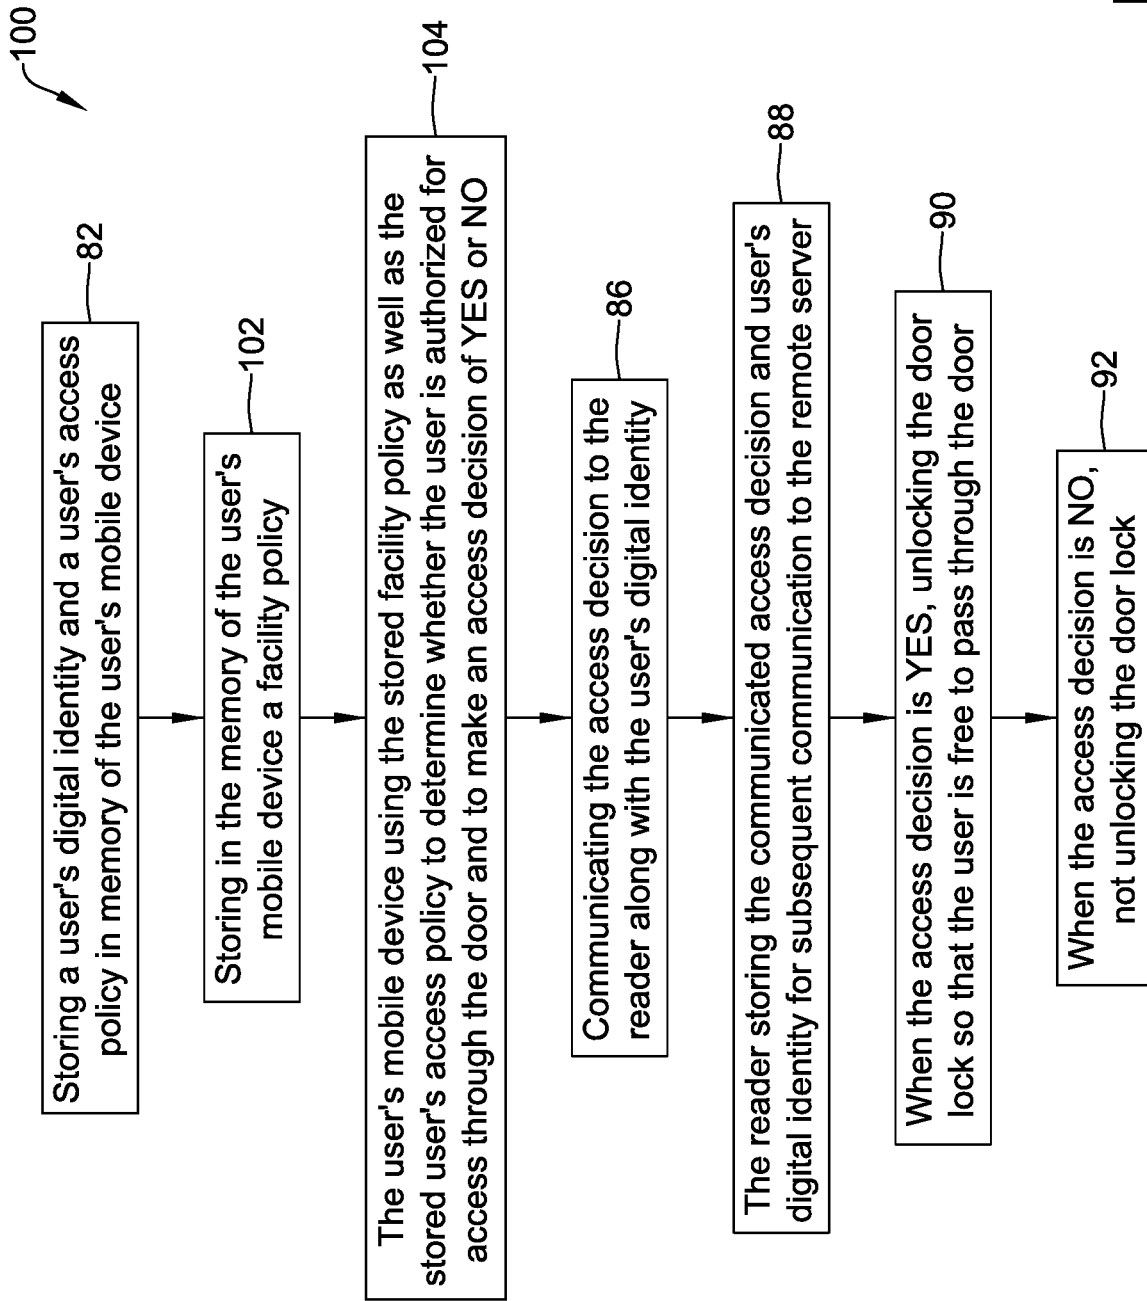 100
Storing a user's digital identity and a user's access
policy in memory of the user's mobile device
82
Storing in the memory of the user's
mobile device a facility policy
102
The user's mobile device using the stored facility policy as well as the
stored user's access policy to determine whether the user is authorized for
access through the door and to make an access decision of YES or NO
104
Communicating the access decision to the
reader along with the user's digital identity
86
The reader storing the communicated access decision and user's
digital identity for subsequent communication to the remote server
88
When the access decision is YES, unlocking the door
lock so that the user is free to pass through the door
90
When the access decision is NO,
not unlocking the door lock
92